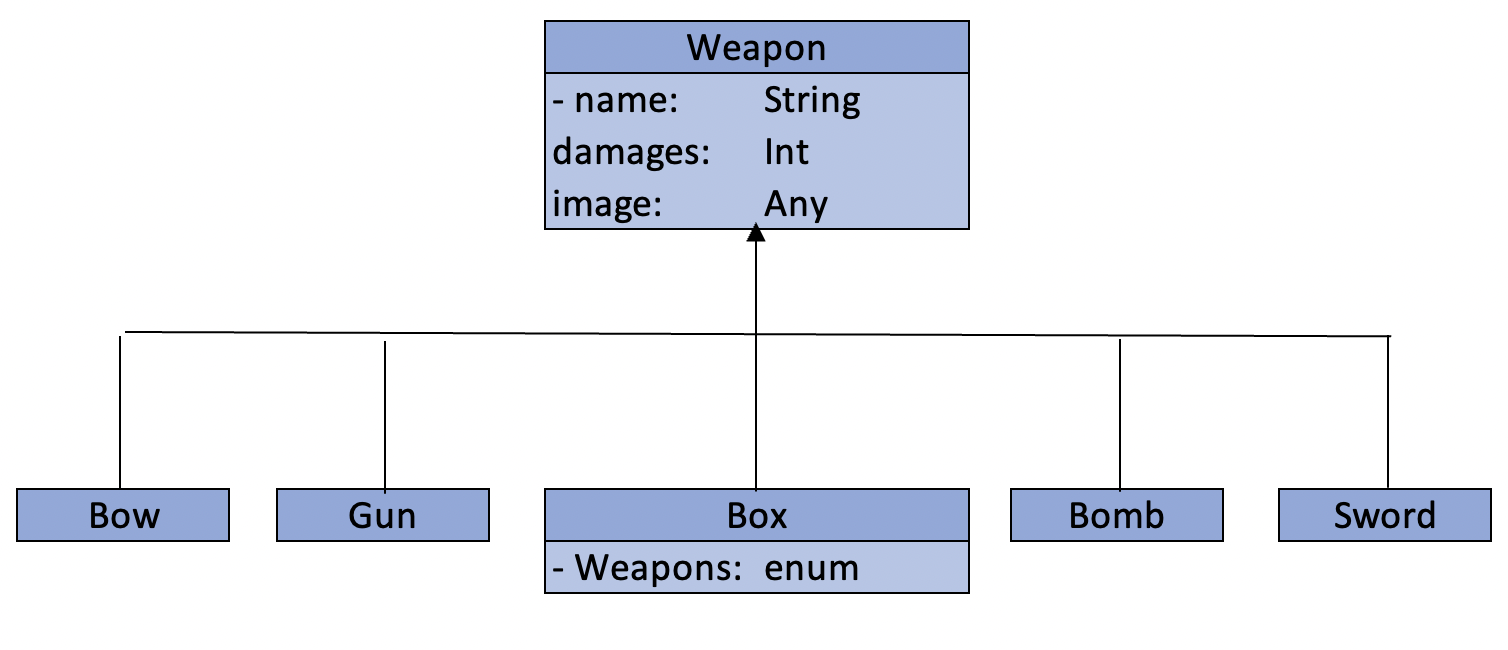 Weapon
- name: String
damages: Int
image: Any
Bow Gun Box Bomb Sword
- Weapons: enum